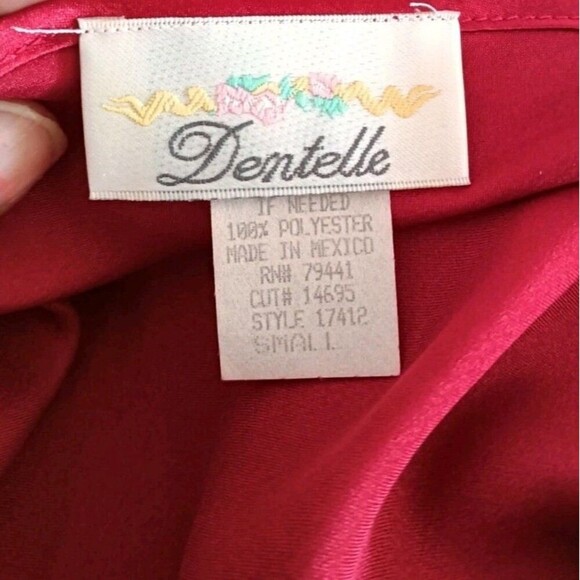 Dentelle
IF NEEDED
100% POLYESTER
MADE IN MEXICO
RN# 79441
CUT# 14695
STYLE 17412
SMALL